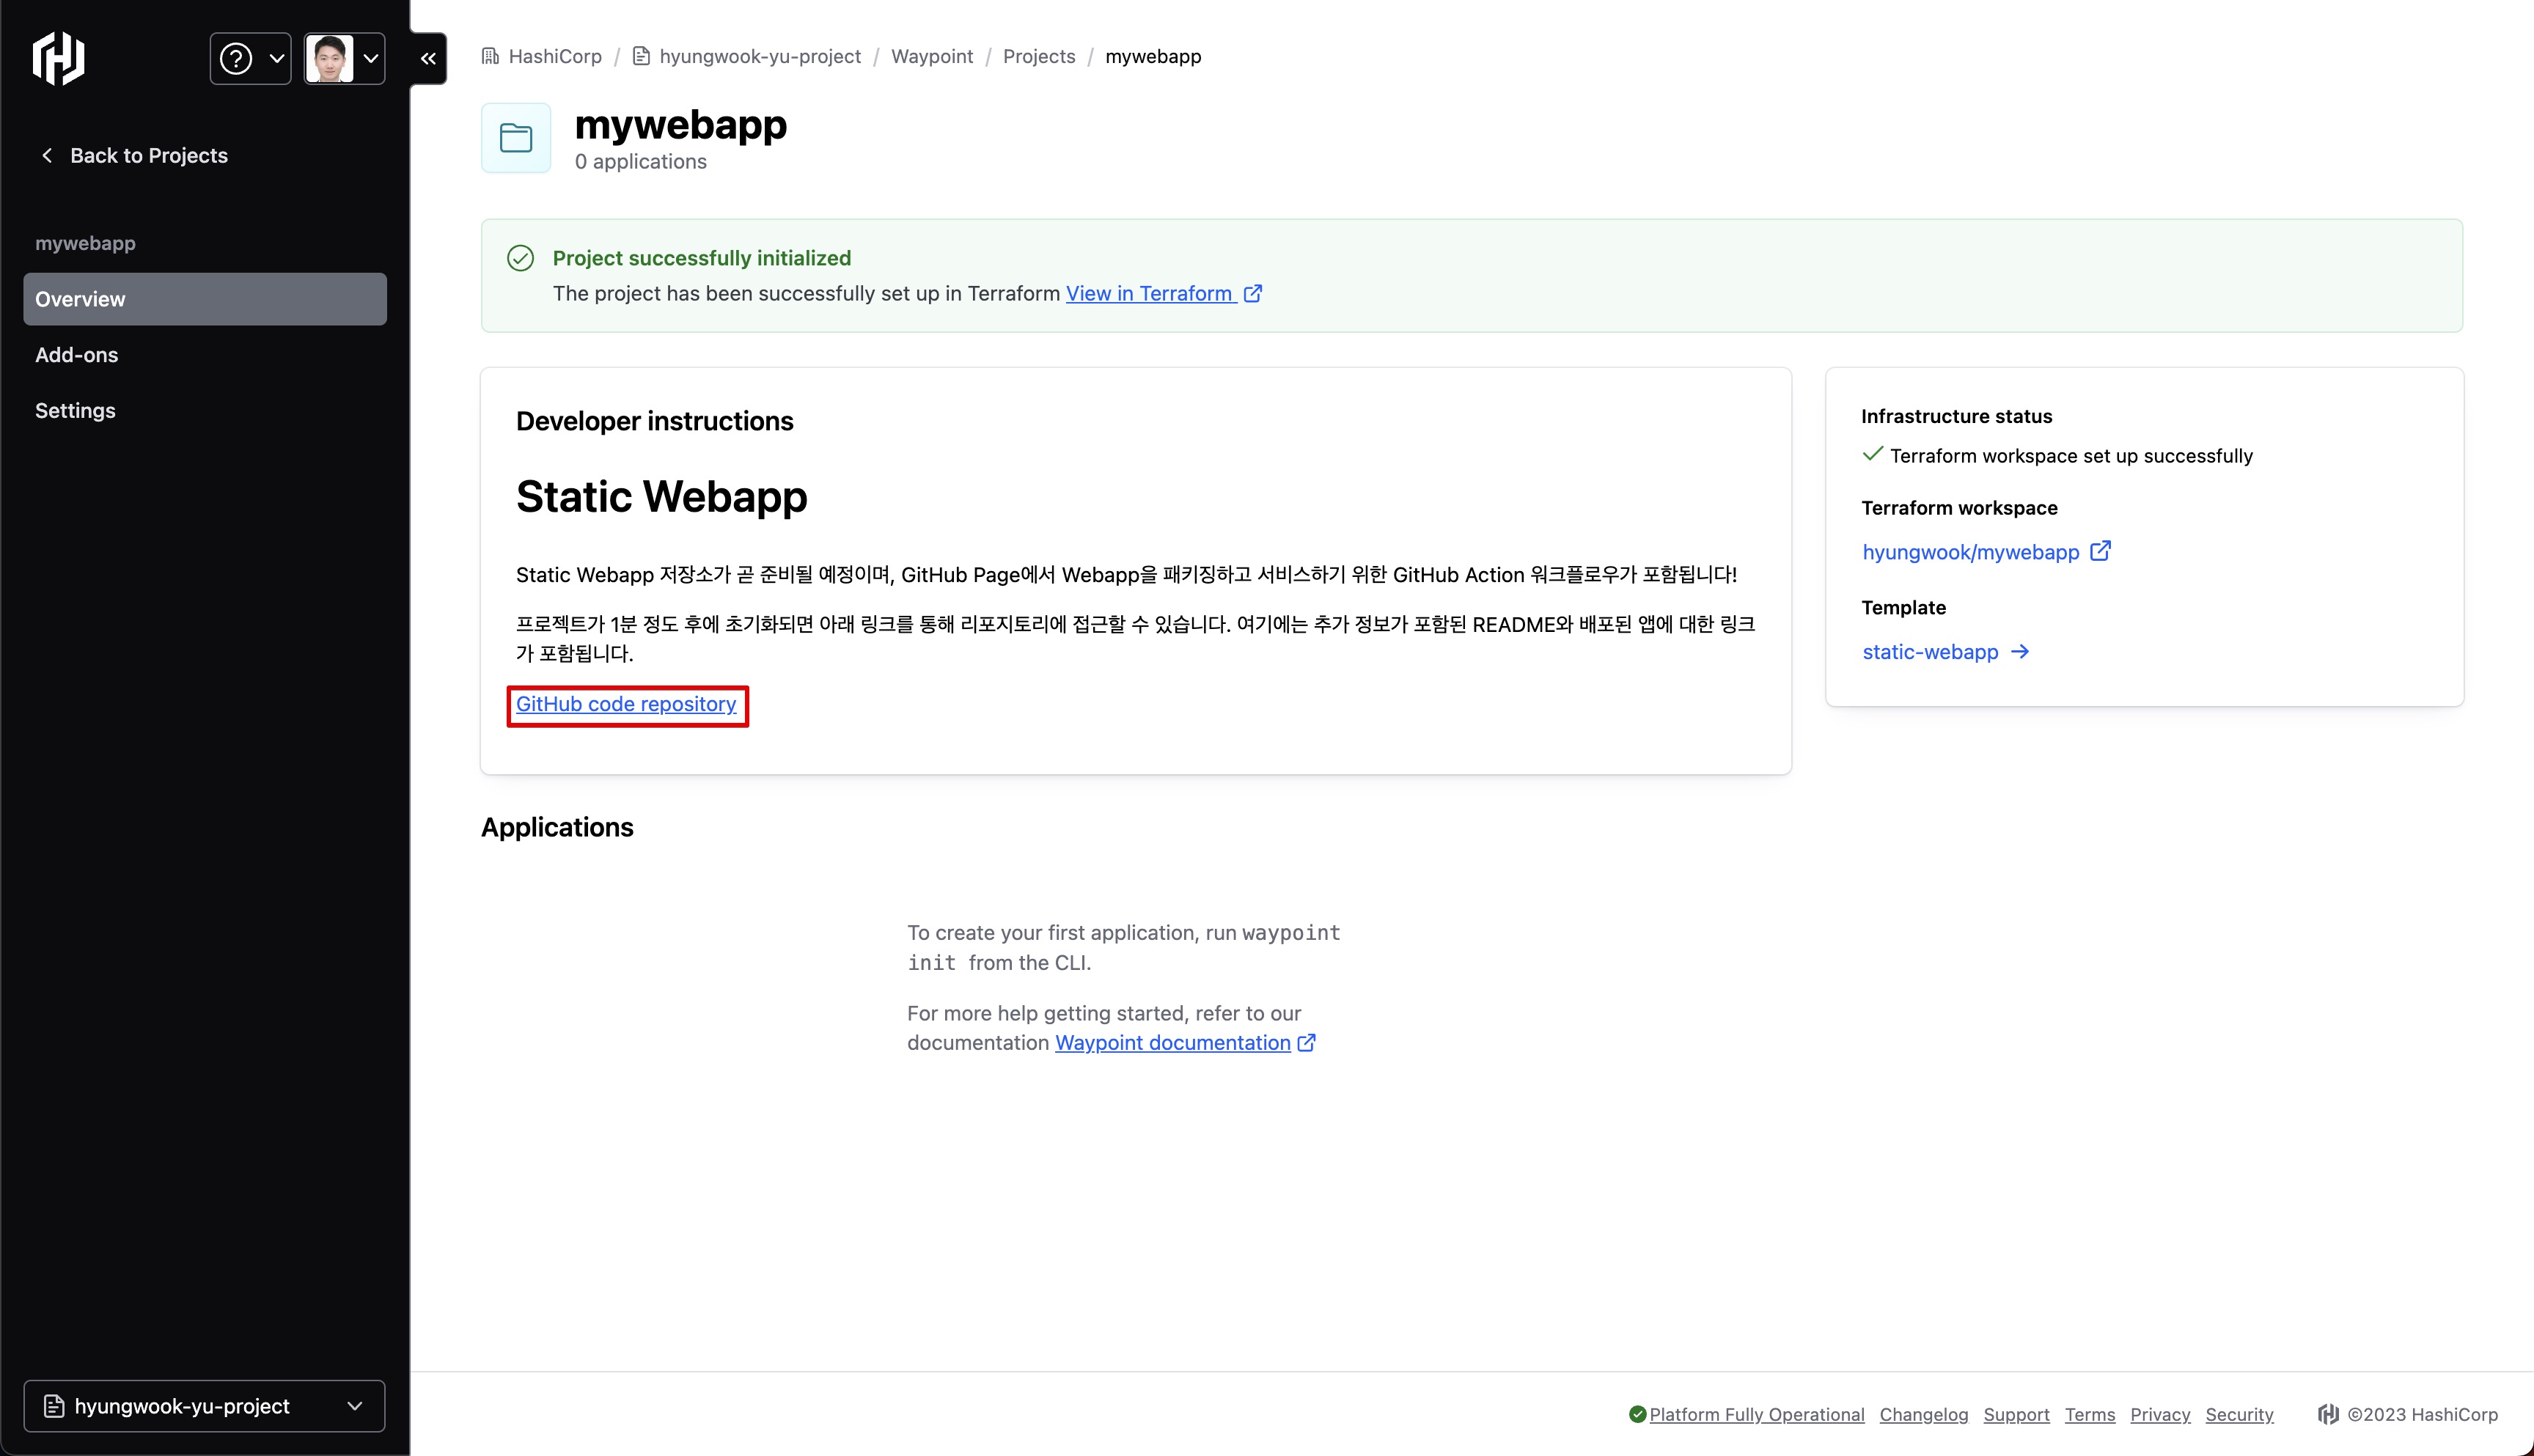 HashiCorp / hyungwook-yu-project / Waypoint / Projects / mywebapp
Back to Projects
mywebapp
Overview
Add-ons
Settings
hyungwook-yu-project
mywebapp
0 applications
Project successfully initialized
The project has been successfully set up in Terraform View in Terraform
Developer instructions
Static Webapp
Static Webapp 저장소가 곧 준비될 예정이며, GitHub Page에서 Webapp을 패키징하고 서비스하기 위한 GitHub Action 워크플로우가 포함됩니다!
프로젝트가 1분 정도 후에 초기화되면 아래 링크를 통해 리포지토리에 접근할 수 있습니다. 여기에는 추가 정보가 포함된 README와 배포된 앱에 대한 링크
가 포함됩니다.
GitHub code repository
Infrastructure status
Terraform workspace set up successfully
Terraform workspace
hyungwook/mywebapp
Template
static-webapp
Applications
To create your first application, run waypoint
init from the CLI.
For more help getting started, refer to our
documentation Waypoint documentation
Platform Fully Operational Changelog Support Terms Privacy Security ©2023 HashiCorp